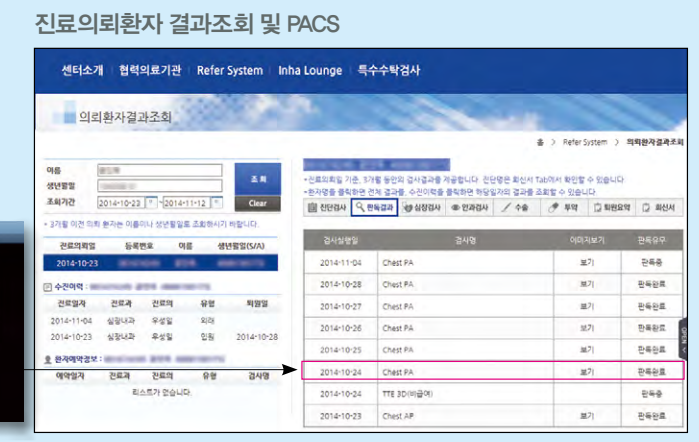 진료의뢰환자 결과조회 및 PACS
센터소개 협력의료기관 Refer System Inha Lounge 특수수탁검사
의뢰환자결과조회
홈 > Refer System > 의뢰환자결과조회
이름
생년월일
조회기간 2014-10-23 ~ 2014-11-12
조회
Clear
* 3개월 이전 의뢰 환자는 이름이나 생년월일로 조회하시기 바랍니다.
진료의뢰일 등록번호 이름 생년월일(S/A)
2014-10-23
수진이력 :
진료일자 진료과 진료의 유형 퇴원일
2014-11-04 심장내과 우성일 외래
2014-10-23 심장내과 우성일 입원 2014-10-28
환자예약정보 :
예약일자 진료과 진료의 유형 검사명
리스트가 없습니다.
*진료의뢰일 기준, 3개월 동안의 검사결과를 제공합니다. 진단명은 회신서 Tab에서 확인할 수 있습니다.
*환자명을 클릭하면 전체 결과를, 수진이력을 클릭하면 해당일자의 결과를 조회할 수 있습니다.
진단검사 판독결과 심장검사 안과검사 수술 투약 퇴원요약 회신서
검사실행일 검사명 이미지보기 판독유무
2014-11-04 Chest PA 보기 판독중
2014-10-28 Chest PA 보기 판독완료
2014-10-27 Chest PA 보기 판독완료
2014-10-26 Chest PA 보기 판독완료
2014-10-25 Chest PA 보기 판독완료
2014-10-24 Chest PA 보기 판독완료
2014-10-24 TTE 3D(비급여) 판독중
2014-10-23 Chest AP 보기 판독완료
OPEN